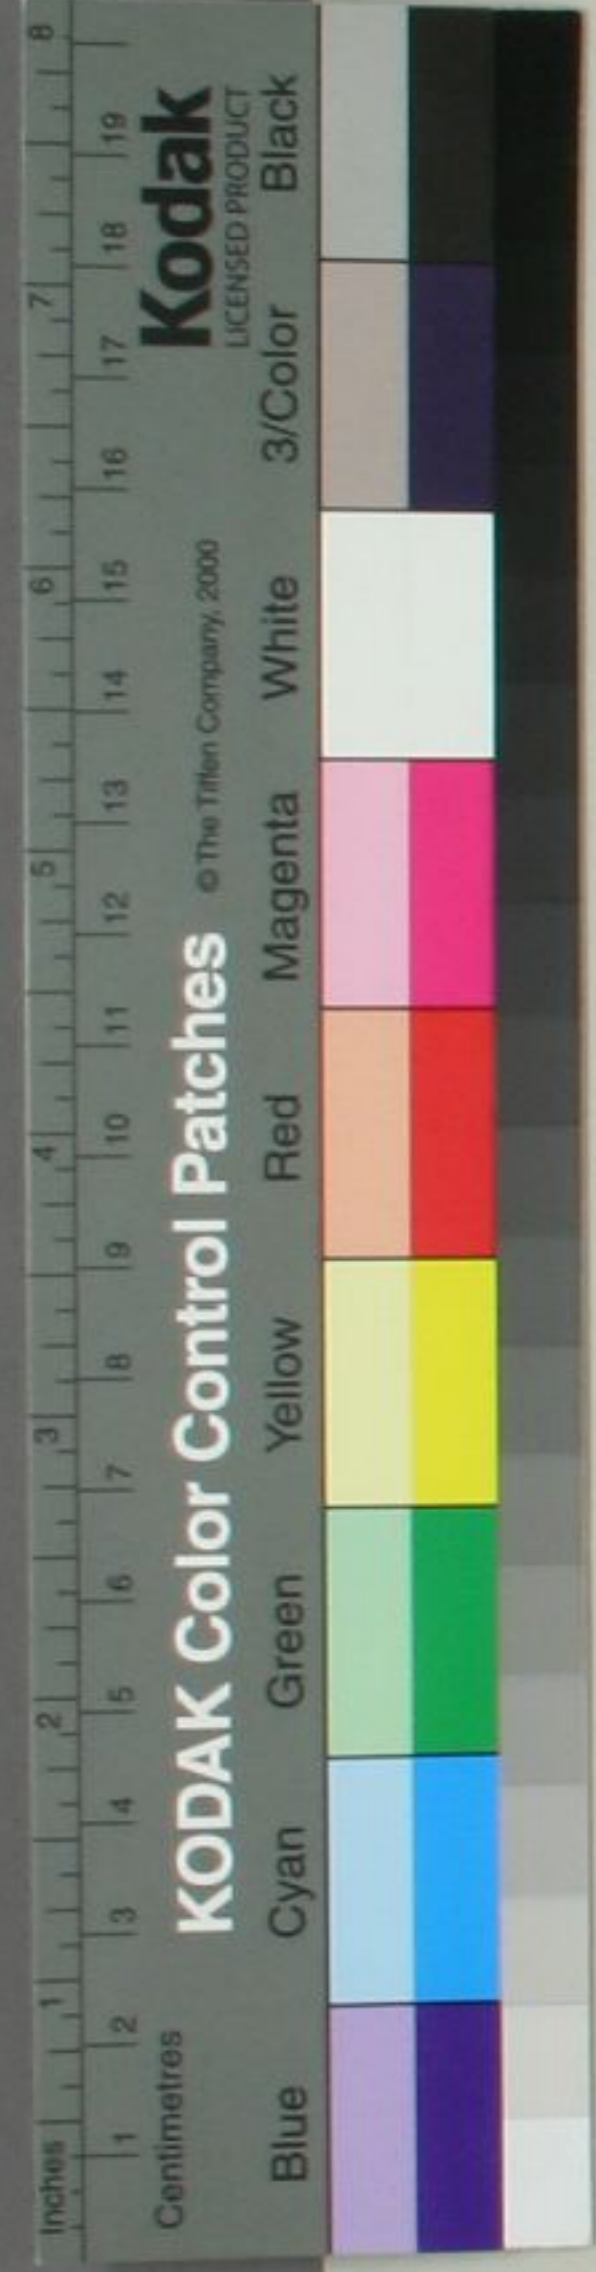 Inches 1 2 3 4 5 6 7 8
1 2 3 4 5 6 7 8 9 10 11 12 13 14 15 16 17 18 19
Centimetres
KODAK Color Control Patches © The Tiffen Company, 2000
Kodak
LICENSED PRODUCT
Blue Cyan Green Yellow Red Magenta White 3/Color Black